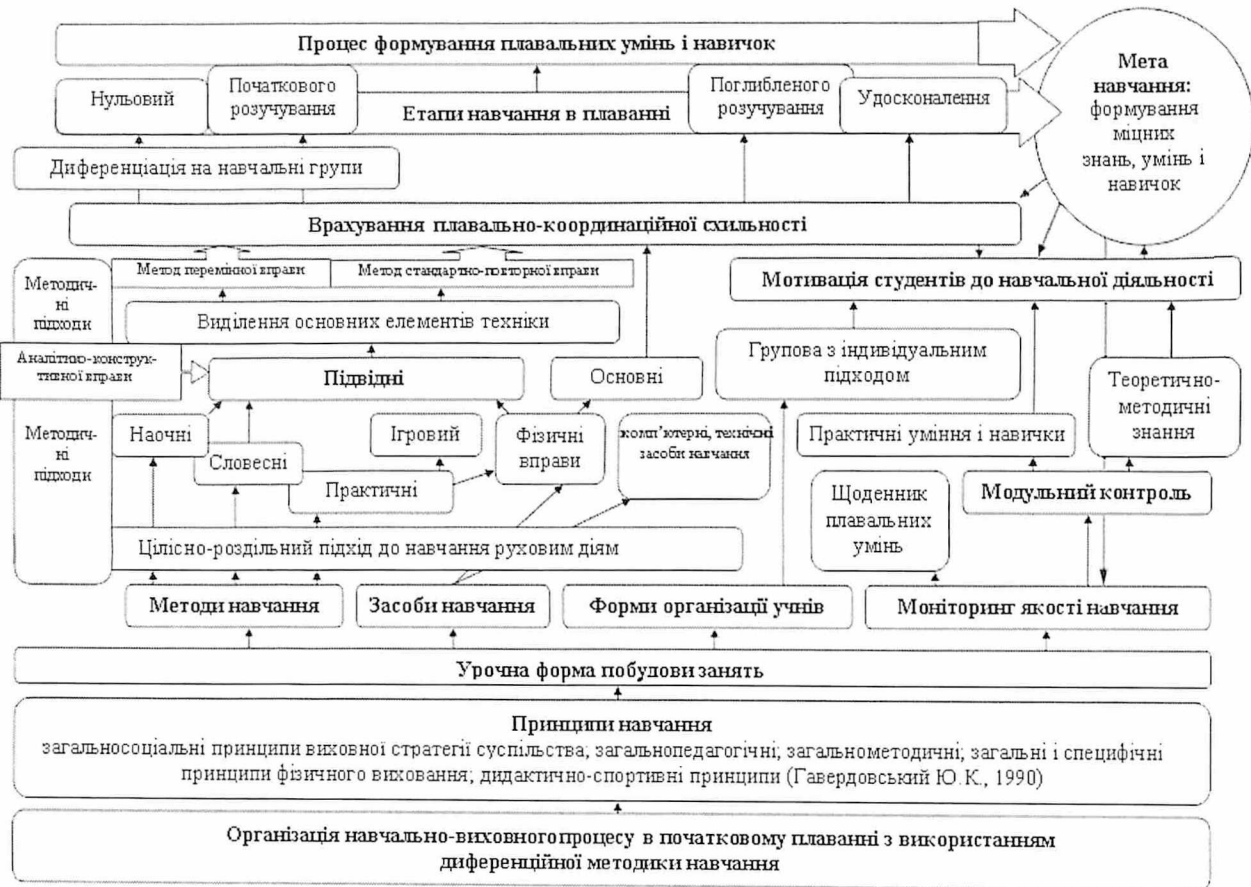 Процес формування плавальних умінь і навичок
Мета
навчання:
формування
міцних
знань, умінь і
навичок
Нульовий
Початкового
розучування
Етапи навчання в плаванні
Поглибленого
розучування
Удосконалення
Диференціація на навчальні групи
Врахування плавально-координаційної схильності
Методич-
ні
підходи
Метод перемінної вправи
Метод стандартно-повторної вправи
Мотивація студентів до навчальної діяльності
Виділення основних елементів техніки
Аналітико-конструк-
тивної вправи
Підвідні
Основні
Групова з індивідуальним
підходом
Теоретично-
методичні
знання
Методич-
ні
підходи
Наочні
Словесні
Ігровий
Практичні
Фізичні
вправи
комп’ютерні, технічні
засоби навчання
Практичні уміння і навички
Щоденник
плавальних
умінь
Модульний контроль
Цілісно-роздільний підхід до навчання руховим діям
Методи навчання
Засоби навчання
Форми організації учнів
Моніторинг якості навчання
Урочна форма побудови занять
Принципи навчання
загальносоціальні принципи виховної стратегії суспільства; загальнопедагогічні; загальнометодичні; загальні і специфічні
принципи фізичного виховання; дидактично-спортивні принципи (Гавердовський Ю.К., 1990)
Організація навчально-виховного процесу в початковому плаванні з використанням
диференційної методики навчання